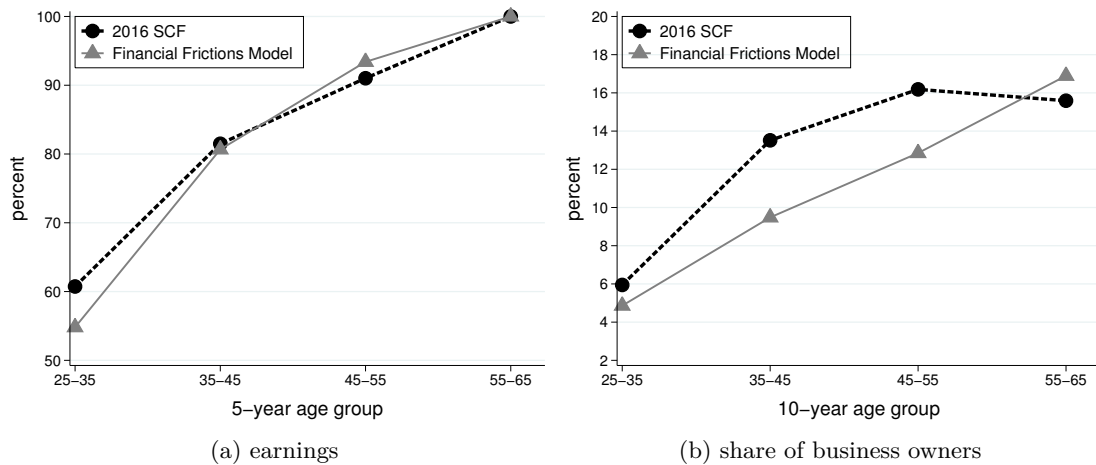 100
90
80
70
60
50
percent
2016 SCF
Financial Frictions Model
25–35 35–45 45–55 55–65
5–year age group
(a) earnings
20
18
16
14
12
10
8
6
4
2
percent
2016 SCF
Financial Frictions Model
25–35 35–45 45–55 55–65
10–year age group
(b) share of business owners